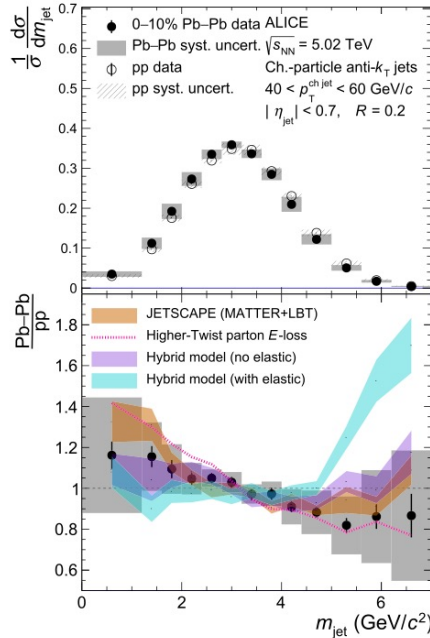 0.7
0.6
0.5
0.4
0.3
0.2
0.1
0
1/σ dσ/dm_jet
0–10% Pb–Pb data ALICE
Pb–Pb syst. uncert. √s_NN = 5.02 TeV
pp data Ch.-particle anti-k_T jets
pp syst. uncert. 40 < p_T^ch jet < 60 GeV/c
| η_jet | < 0.7, R = 0.2
Pb–Pb
pp
1.8
1.6
1.4
1.2
1.0
0.8
0.6
JETSCAPE (MATTER+LBT)
Higher-Twist parton E-loss
Hybrid model (no elastic)
Hybrid model (with elastic)
0 2 4 6
m_jet (GeV/c²)